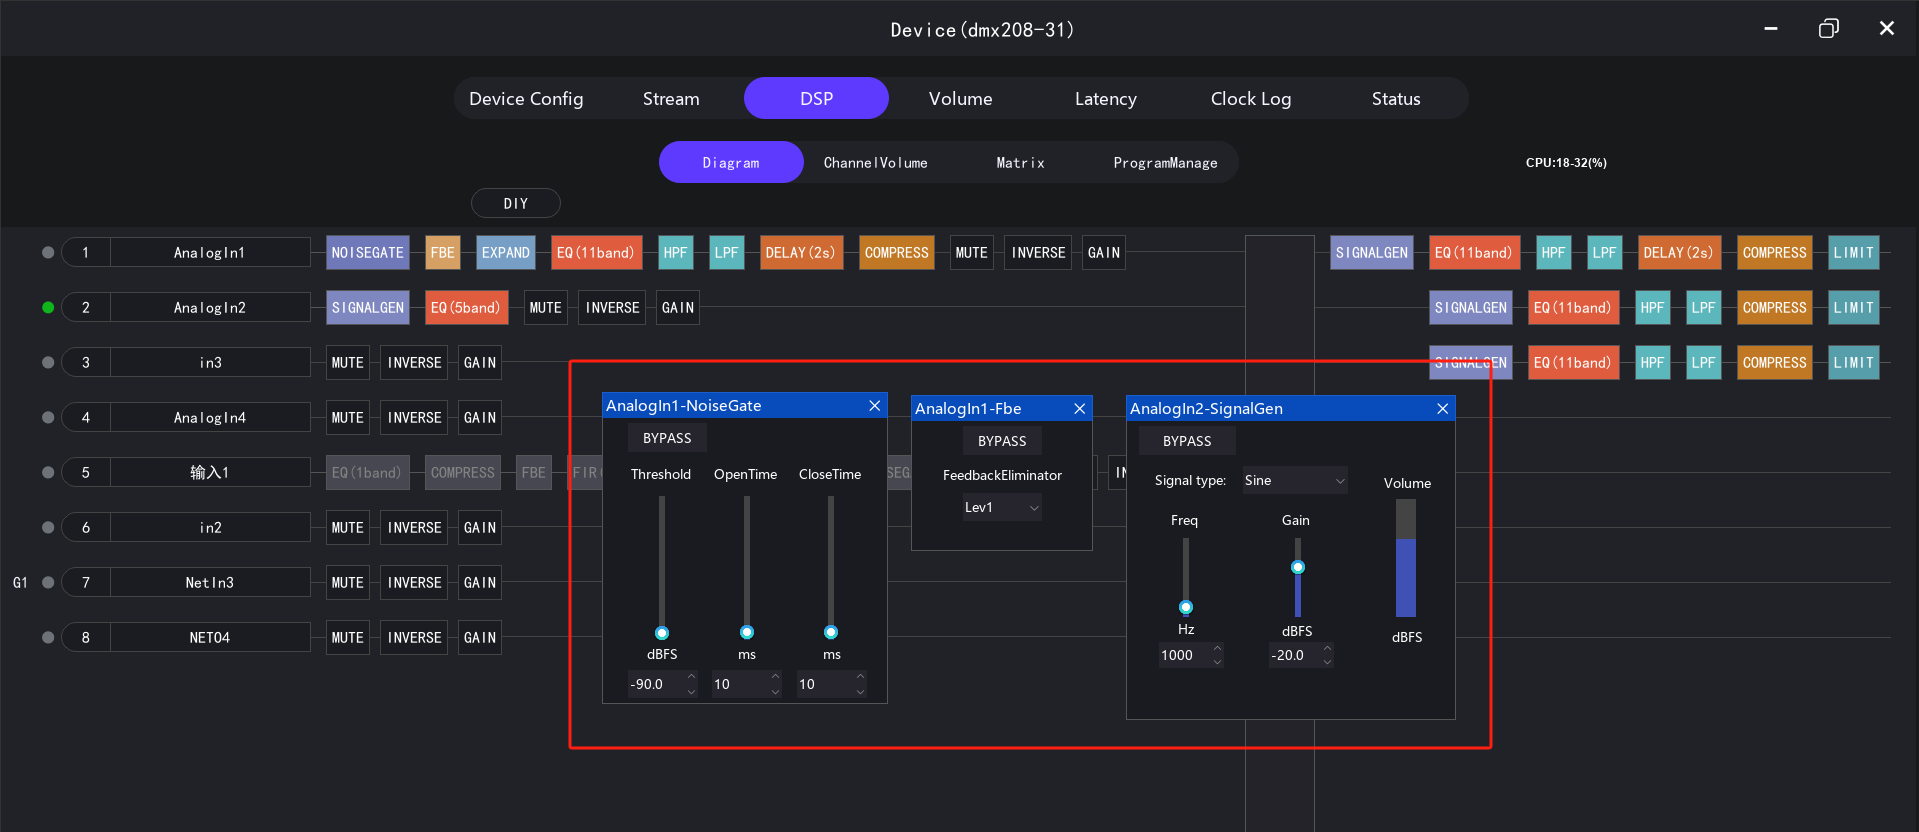 Device(dmx208-31)
Device Config Stream DSP Volume Latency Clock Log Status
Diagram ChannelVolume Matrix ProgramManage CPU:18-32(%)
DIY
1 AnalogIn1 NOISEGATE FBE EXPAND EQ(11band) HPF LPF DELAY(2s) COMPRESS MUTE INVERSE GAIN SIGNALGEN EQ(11band) HPF LPF DELAY(2s) COMPRESS LIMIT
2 AnalogIn2 SIGNALGEN EQ(5band) MUTE INVERSE GAIN SIGNALGEN EQ(11band) HPF LPF COMPRESS LIMIT
3 in3 MUTE INVERSE GAIN SIGNALGEN EQ(11band) HPF LPF COMPRESS LIMIT
4 AnalogIn4 MUTE INVERSE GAIN
5 输入1 EQ(1band) COMPRESS FBE FIR
6 in2 MUTE INVERSE GAIN
G1 7 NetIn3 MUTE INVERSE GAIN
8 NETO4 MUTE INVERSE GAIN
AnalogIn1-NoiseGate
BYPASS
Threshold OpenTime CloseTime
dBFS ms ms
-90.0 10 10
AnalogIn1-Fbe
BYPASS
FeedbackEliminator
Lev1
AnalogIn2-SignalGen
BYPASS
Signal type: Sine
Volume
Freq Gain
Hz dBFS dBFS
1000 -20.0